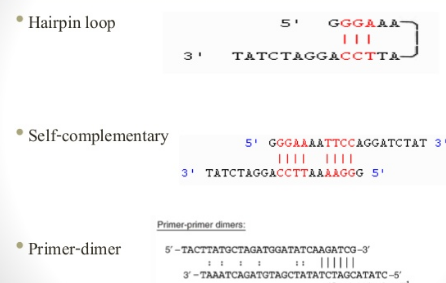 • Hairpin loop
5' GGGAAA
3' TATCTAGGACCTTA
• Self-complementary
5' GGGAAAATTCCAGGATCTAT 3'
3' TATCTAGGACCTTAAAAGGG 5'
Primer-primer dimers:
• Primer-dimer
5'-TACTTATGCTAGATGGATATCAAGATCG-3'
3'-TAAATCAGATGTAGCTATATCTAGCATATC-5'